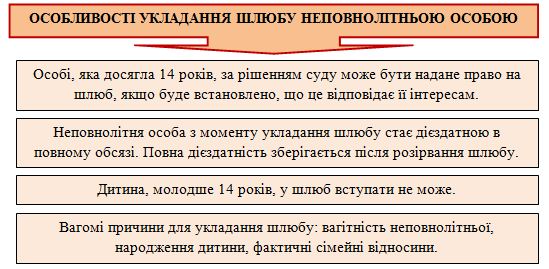 ОСОБЛИВОСТІ УКЛАДАННЯ ШЛЮБУ НЕПОВНОЛІТНЬОЮ ОСОБОЮ
Особі, яка досягла 14 років, за рішенням суду може бути надане право на
шлюб, якщо буде встановлено, що це відповідає її інтересам.
Неповнолітня особа з моменту укладання шлюбу стає дієздатною в
повному обсязі. Повна дієздатність зберігається після розірвання шлюбу.
Дитина, молодше 14 років, у шлюб вступати не може.
Вагомі причини для укладання шлюбу: вагітність неповнолітньої,
народження дитини, фактичні сімейні відносини.